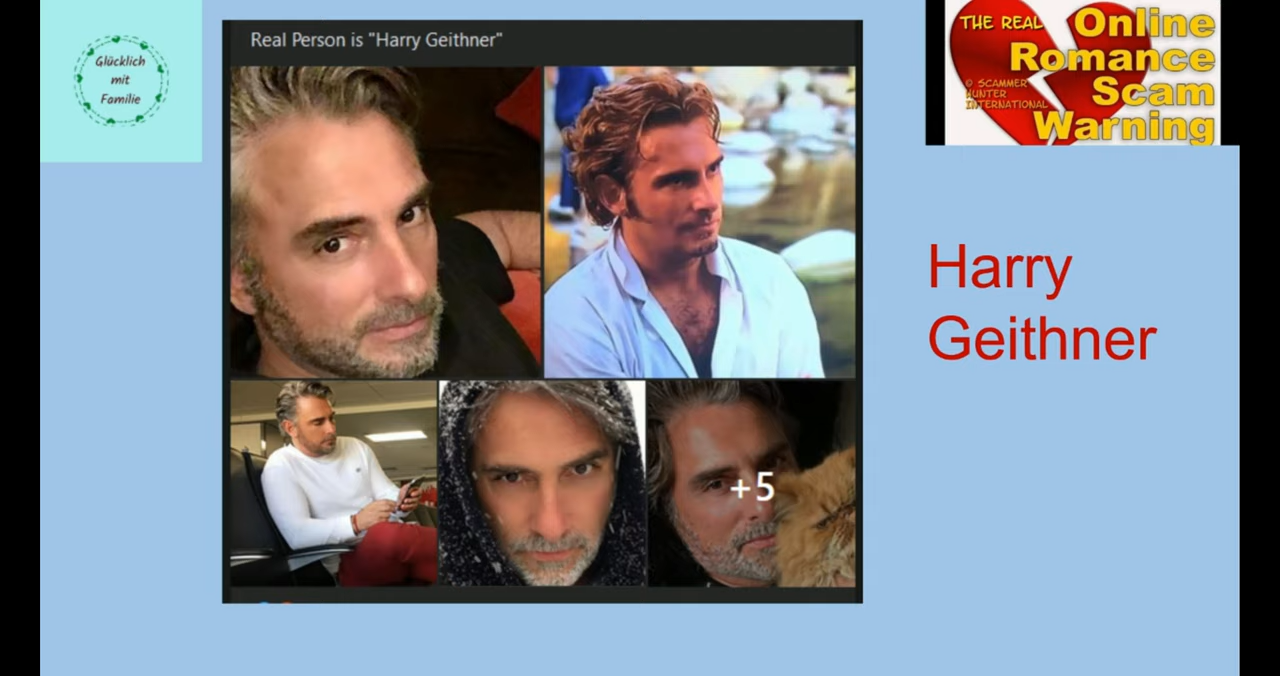 Glücklich
mit
Familie
Real Person is "Harry Geithner"
+5
THE REAL
Online
Romance
Scam
Warning
© SCAMMER
HUNTER
INTERNATIONAL
Harry
Geithner